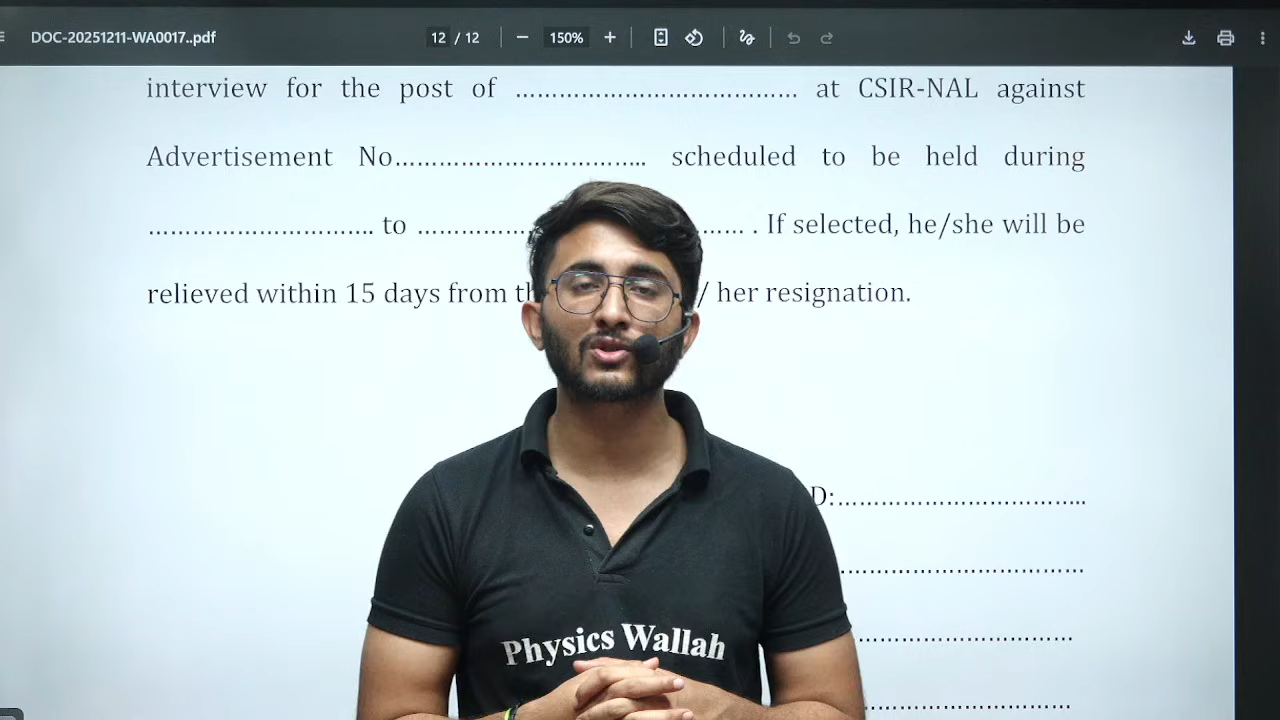 DOC-20251211-WA0017..pdf
12 / 12
150%
interview for the post of ………………………………… at CSIR-NAL against
Advertisement No…………………………….. scheduled to be held during
…………………………. to …………… …… . If selected, he/she will be
relieved within 15 days from / her resignation.
D:……………………………..
……………………………
…………………………
………………………
Physics Wallah